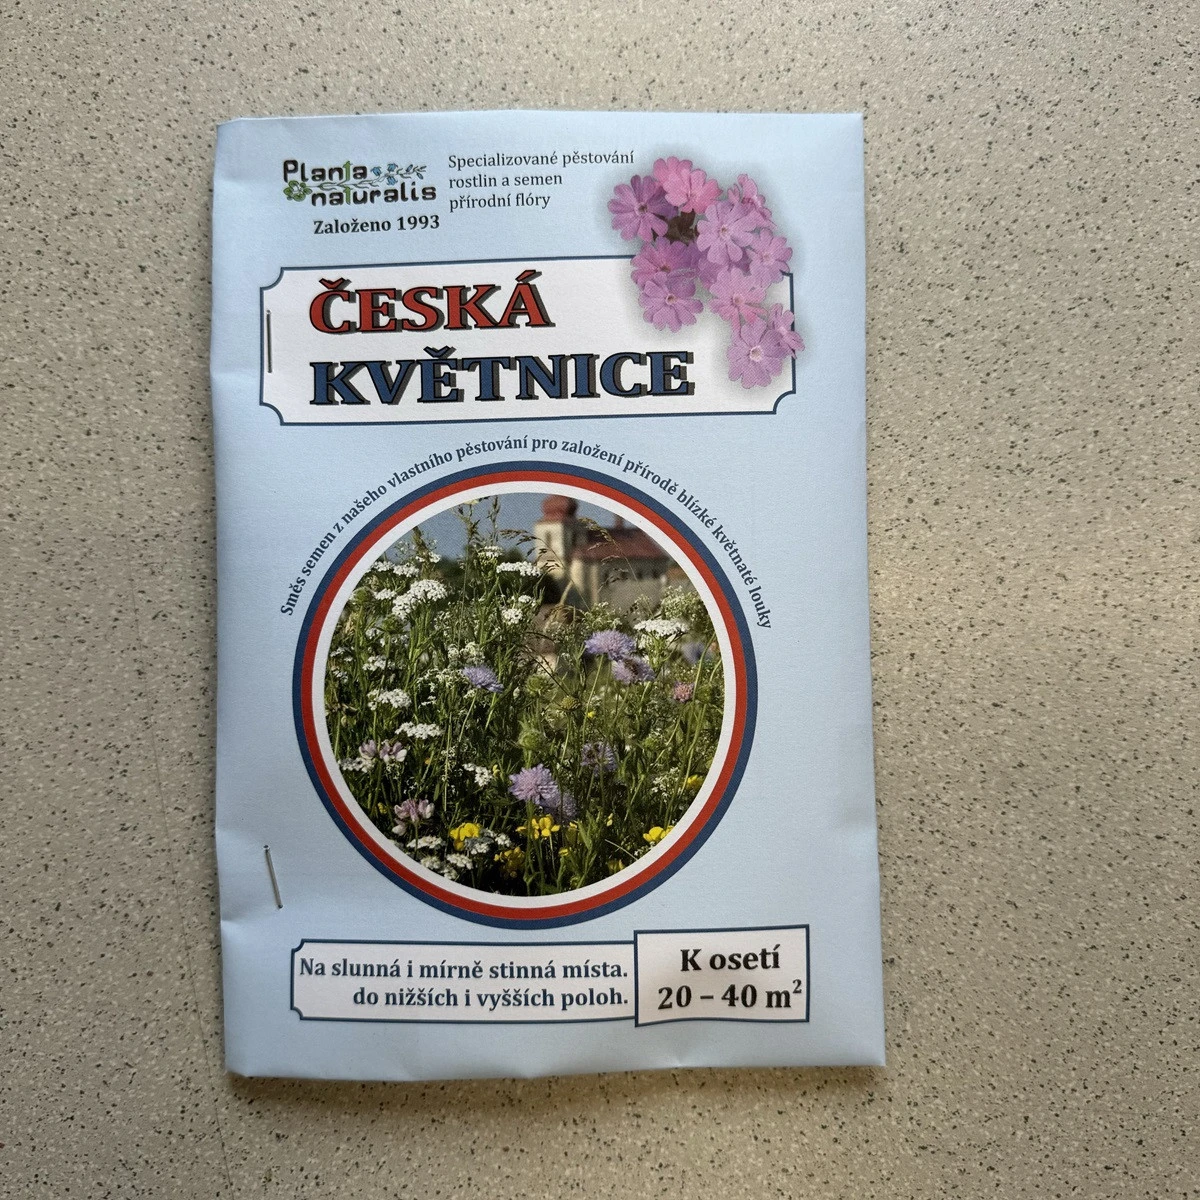 Planta
naturalis
Založeno 1993
Specializované pěstování
rostlin a semen
přírodní flóry
ČESKÁ
KVĚTNICE
Směs semen z našeho vlastního pěstování pro založení přírodě blízké květnaté louky
Na slunná i mírně stinná místa.
do nižších i vyšších poloh.
K osetí
20 – 40 m²